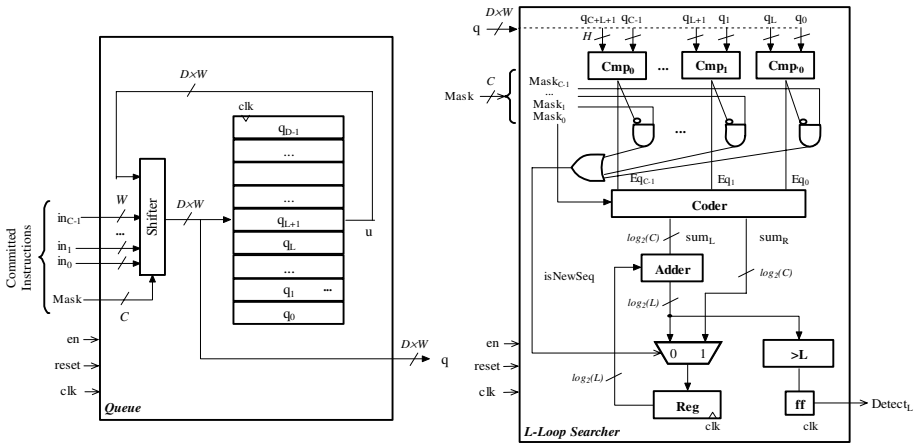 D×W
clk
q_{D-1}
...
...
q_{L+1}
q_L
...
q_1 ...
q_0
u
Shifter
D×W
W
in_{C-1}
...
in_1
in_0
Mask
C
Committed
Instructions
en
reset
clk
D×W
q
Queue
D×W
q
q_{C+L+1} q_{C-1} q_{L+1} q_1 q_L q_0
H
Cmp_0 ... Cmp_1 Cmp_0
C
Mask
Mask_{C-1}
...
Mask_1
Mask_0
...
Eq_{C-1} Eq_1 Eq_0
Coder
log_2(C) sum_L sum_R
log_2(C)
isNewSeq
Adder
log_2(L)
0 1
>L
log_2(L)
Reg
clk
ff
clk
Detect_L
en
reset
clk
L-Loop Searcher